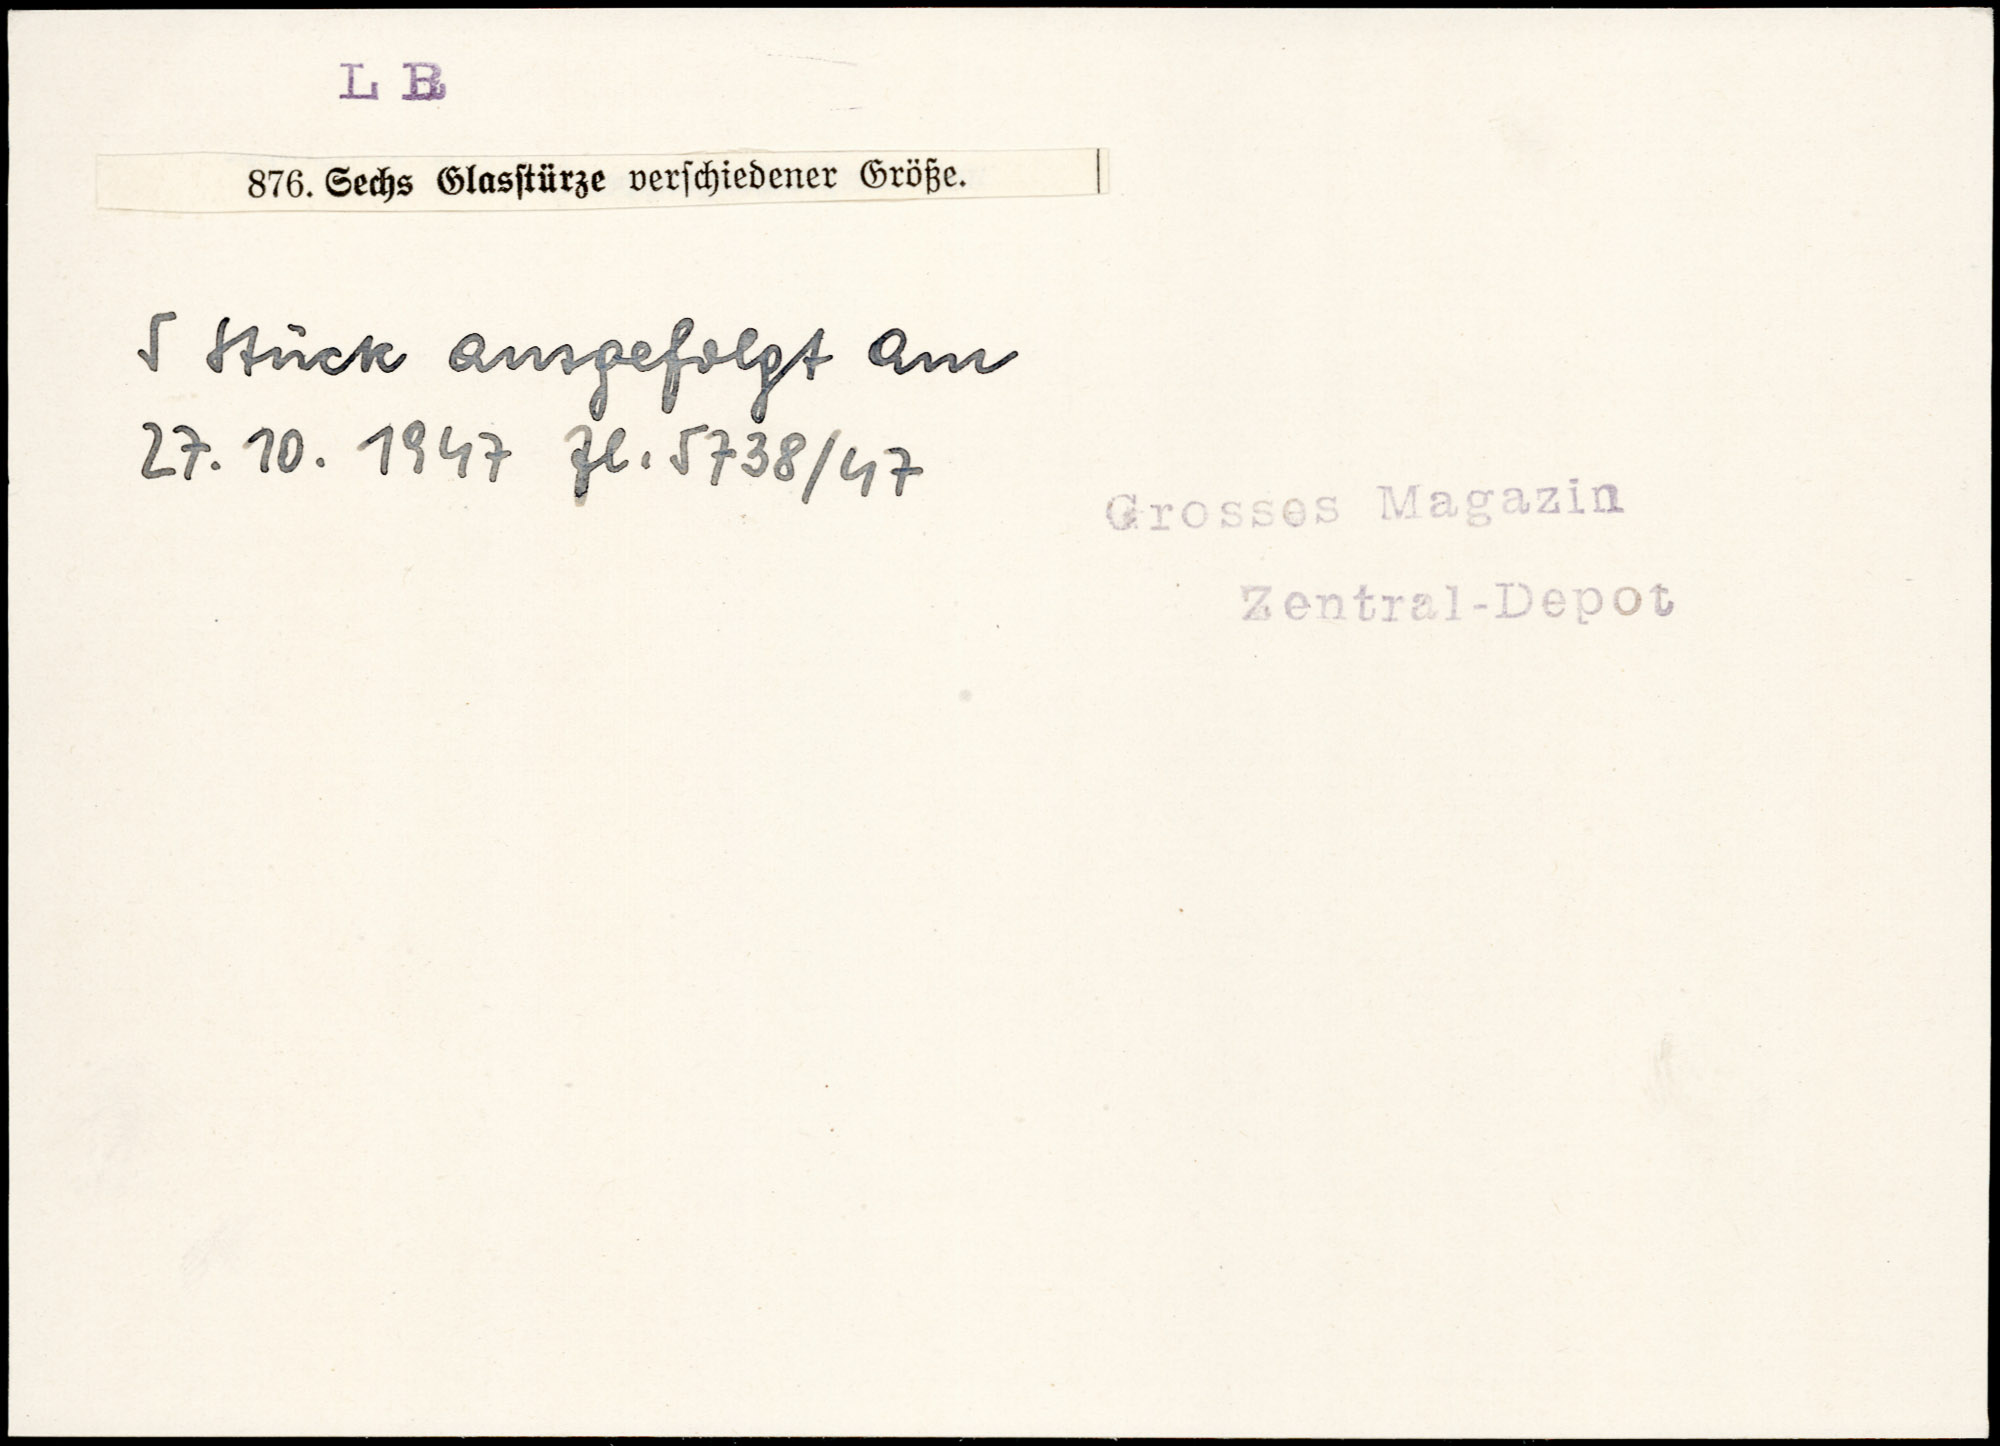 L R
876. Sechs Glasstürze verschiedener Größe.
5 Stück ausgefolgt am
27. 10. 1947 Zl. 5738/47
Grosses Magazin
Zentral-Depot